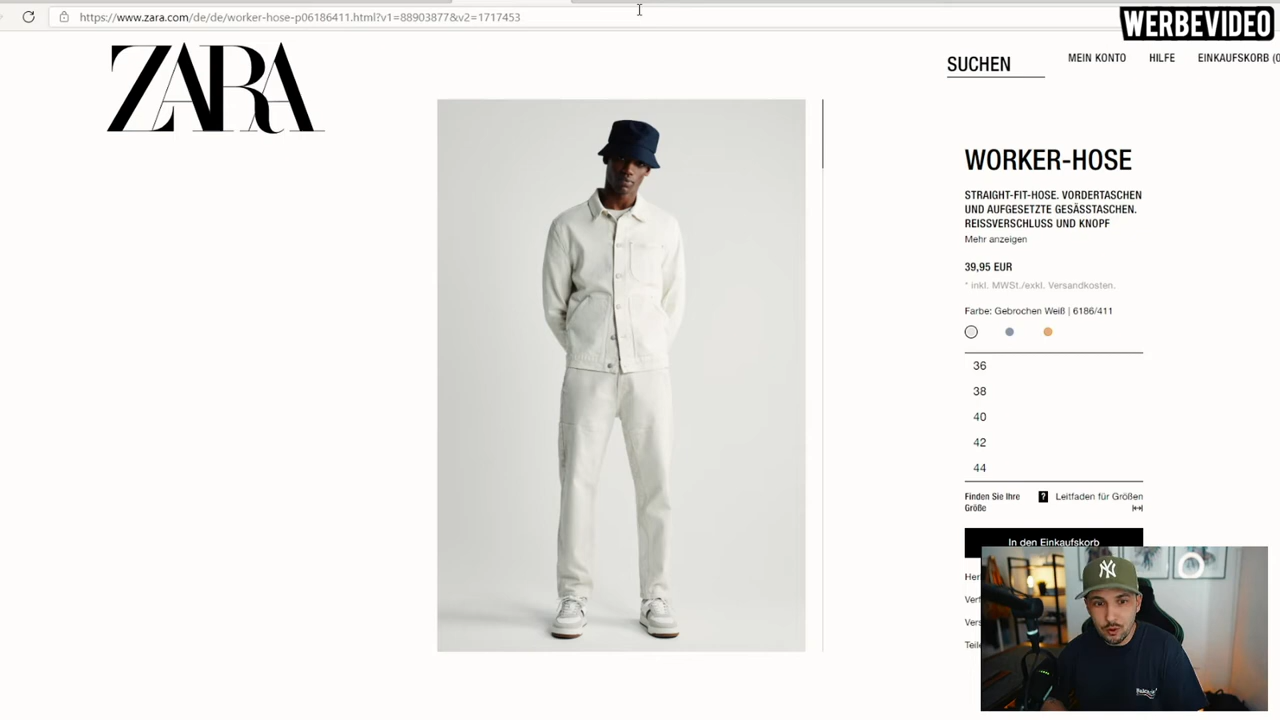 https://www.zara.com/de/de/worker-hose-p06186411.html?v1=88903877&v2=1717453
WERBEVIDEO
ZARA
SUCHEN
MEIN KONTO
HILFE
EINKAUFSKORB (0
WORKER-HOSE
STRAIGHT-FIT-HOSE. VORDERTASCHEN
UND AUFGESETZTE GESÄSSTASCHEN.
REISSVERSCHLUSS UND KNOPF
Mehr anzeigen
39,95 EUR
* inkl. MWSt./exkl. Versandkosten.
Farbe: Gebrochen Weiß | 6186/411
36
38
40
42
44
Finden Sie Ihre
Größe
?
Leitfaden für Größen
In den Einkaufskorb
NY